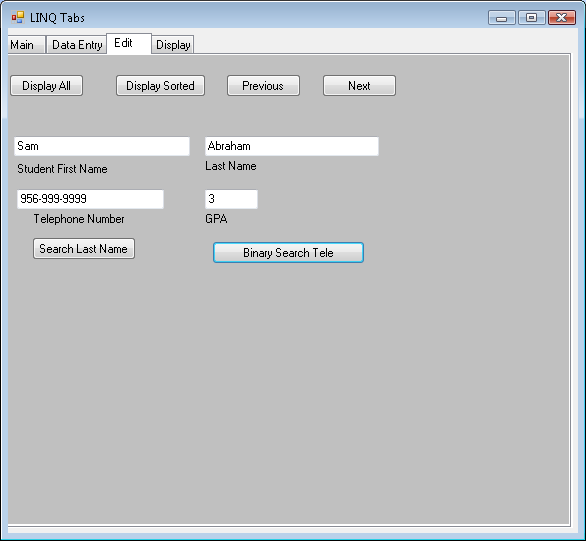 LINQ Tabs
Main Data Entry Edit Display
Display All Display Sorted Previous Next
Sam Abraham
Student First Name Last Name
956-999-9999 3
Telephone Number GPA
Search Last Name Binary Search Tele